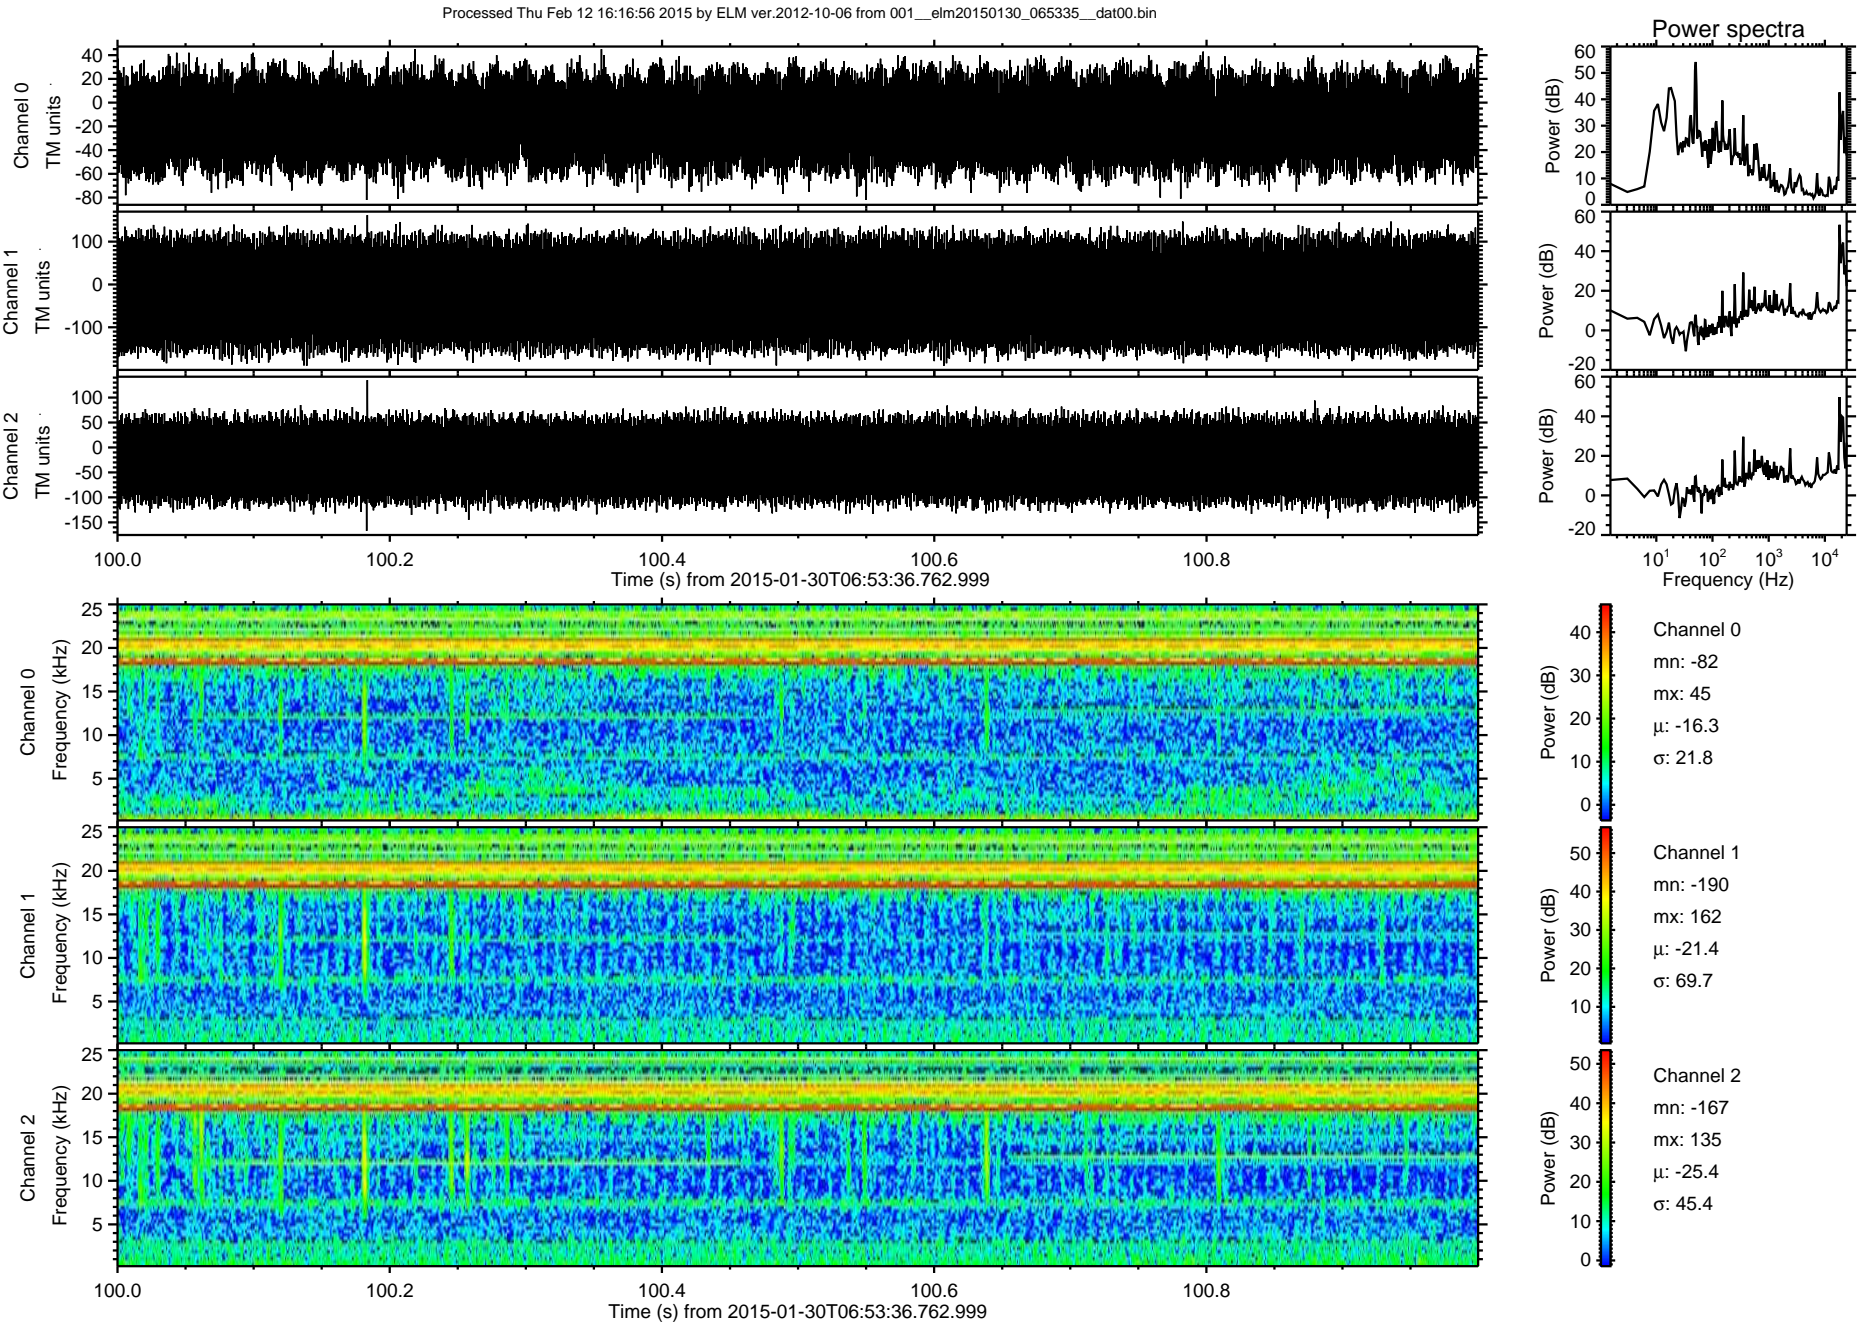 Processed Thu Feb 12 16:16:56 2015 by ELM ver.2012-10-06 from 001__elm20150130_065335__dat00.bin
Power spectra
Channel 0
TM units
40
20
0
-20
-40
-60
-80
Power (dB)
60
50
40
30
20
10
0
Channel 1
TM units
100
0
-100
Power (dB)
60
40
20
0
-20
Channel 2
TM units
100
50
0
-50
-100
-150
Power (dB)
60
40
20
0
-20
100.0 100.2 100.4 100.6 100.8
Time (s) from 2015-01-30T06:53:36.762.999
10¹ 10² 10³ 10⁴
Frequency (Hz)
Channel 0
Frequency (kHz)
25
20
15
10
5
Power (dB)
40
30
20
10
0
Channel 0
mn: -82
mx: 45
μ: -16.3
σ: 21.8
Channel 1
Frequency (kHz)
25
20
15
10
5
Power (dB)
50
40
30
20
10
Channel 1
mn: -190
mx: 162
μ: -21.4
σ: 69.7
Channel 2
Frequency (kHz)
25
20
15
10
5
Power (dB)
50
40
30
20
10
0
Channel 2
mn: -167
mx: 135
μ: -25.4
σ: 45.4
100.0 100.2 100.4 100.6 100.8
Time (s) from 2015-01-30T06:53:36.762.999